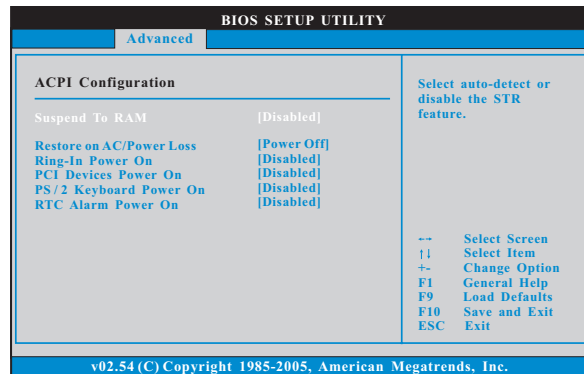 BIOS SETUP UTILITY
Advanced
ACPI Configuration
Suspend To RAM [Disabled]
Restore on AC/Power Loss [Power Off]
Ring-In Power On [Disabled]
PCI Devices Power On [Disabled]
PS/2 Keyboard Power On [Disabled]
RTC Alarm Power On [Disabled]
Select auto-detect or
disable the STR
feature.
←→ Select Screen
↑↓ Select Item
+- Change Option
F1 General Help
F9 Load Defaults
F10 Save and Exit
ESC Exit
v02.54 (C) Copyright 1985-2005, American Megatrends, Inc.